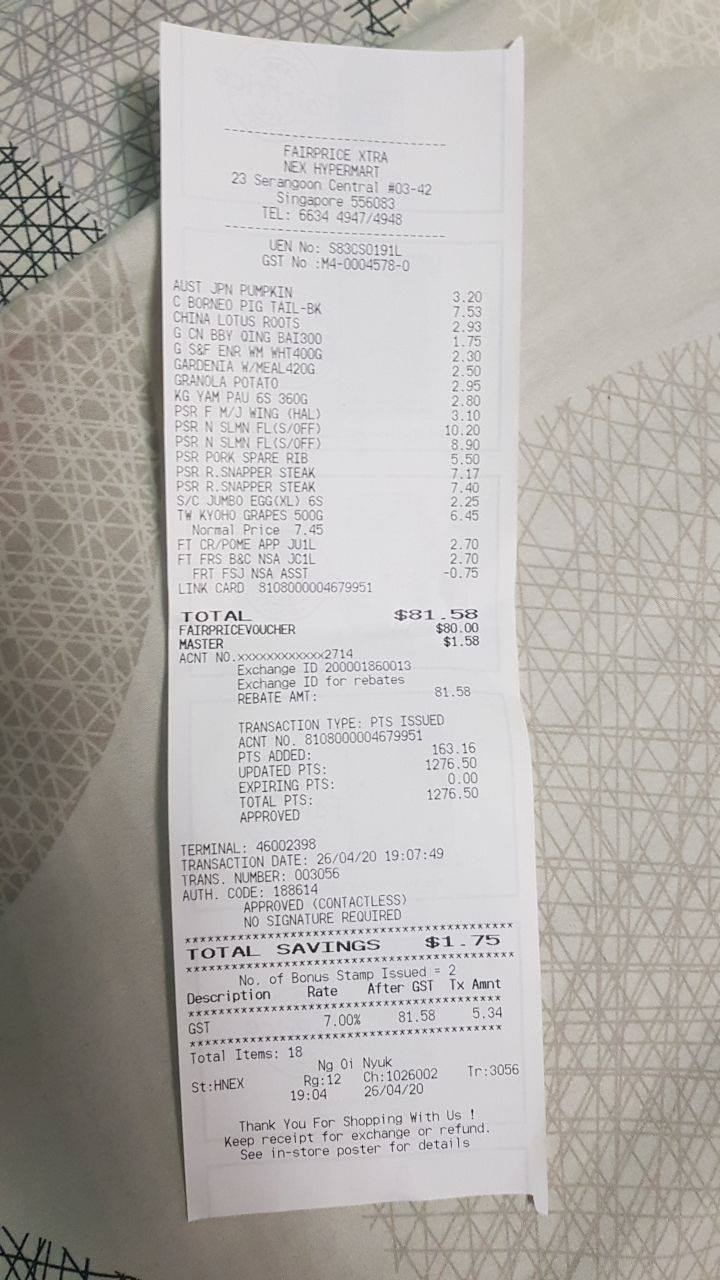 FAIRPRICE XTRA
NEX HYPERMART
23 Serangoon Central #03-42
Singapore 556083
TEL: 6634 4947/4948
UEN No: S83CS0191L
GST No :M4-0004578-0
AUST JPN PUMPKIN 3.20
C BORNEO PIG TAIL-BK 7.53
CHINA LOTUS ROOTS 2.93
G CN BBY QING BAI300 1.75
G S&F ENR WM WHT400G 2.30
GARDENIA W/MEAL420G 2.50
GRANOLA POTATO 2.95
KG YAM PAU 6S 360G 2.80
PSR F M/J WING (HAL) 3.10
PSR N SLMN FL(S/OFF) 10.20
PSR N SLMN FL(S/OFF) 8.90
PSR PORK SPARE RIB 5.50
PSR R.SNAPPER STEAK 7.17
PSR R.SNAPPER STEAK 7.40
S/C JUMBO EGG(XL) 6S 2.25
TW KYOHO GRAPES 500G 6.45
Normal Price 7.45
FT CR/POME APP JU1L 2.70
FT FRS B&C NSA JC1L 2.70
FRT FSJ NSA ASST -0.75
LINK CARD 8108000004679951
TOTAL $81.58
FAIRPRICEVOUCHER $80.00
MASTER $1.58
ACNT NO.xxxxxxxxxxxx2714
Exchange ID 200001860013
Exchange ID for rebates
REBATE AMT: 81.58
TRANSACTION TYPE: PTS ISSUED
ACNT NO. 8108000004679951
PTS ADDED: 163.16
UPDATED PTS: 1276.50
EXPIRING PTS: 0.00
TOTAL PTS: 1276.50
APPROVED
TERMINAL: 46002398
TRANSACTION DATE: 26/04/20 19:07:49
TRANS. NUMBER: 003056
AUTH. CODE: 188614
APPROVED (CONTACTLESS)
NO SIGNATURE REQUIRED
TOTAL SAVINGS $1.75
No. of Bonus Stamp Issued = 2
Description Rate After GST Tx Amnt
GST 7.00% 81.58 5.34
Total Items: 18
Ng Oi Nyuk
St:HNEX Rg:12 Ch:1026002 Tr:3056
19:04 26/04/20
Thank You For Shopping With Us !
Keep receipt for exchange or refund.
See in-store poster for details